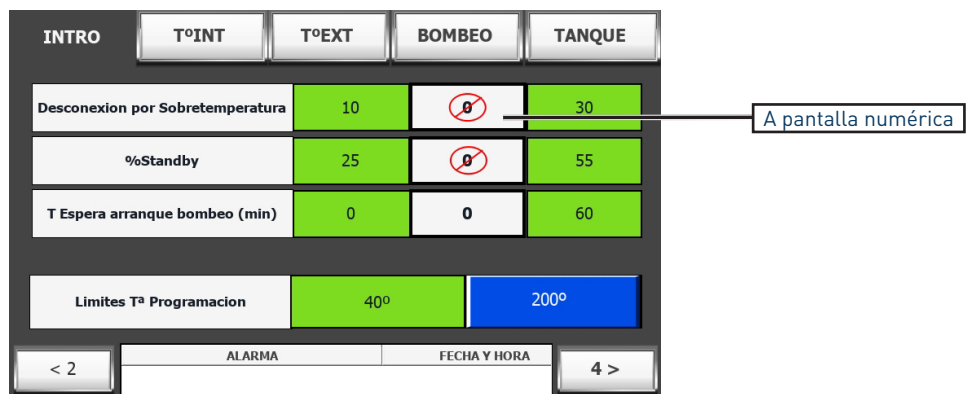 INTRO TºINT TºEXT BOMBEO TANQUE
Desconexion por Sobretemperatura 10 0 30
A pantalla numérica
%Standby 25 0 55
T Espera arranque bombeo (min) 0 0 60
Limites Tª Programacion 40º 200º
< 2 ALARMA FECHA Y HORA 4 >